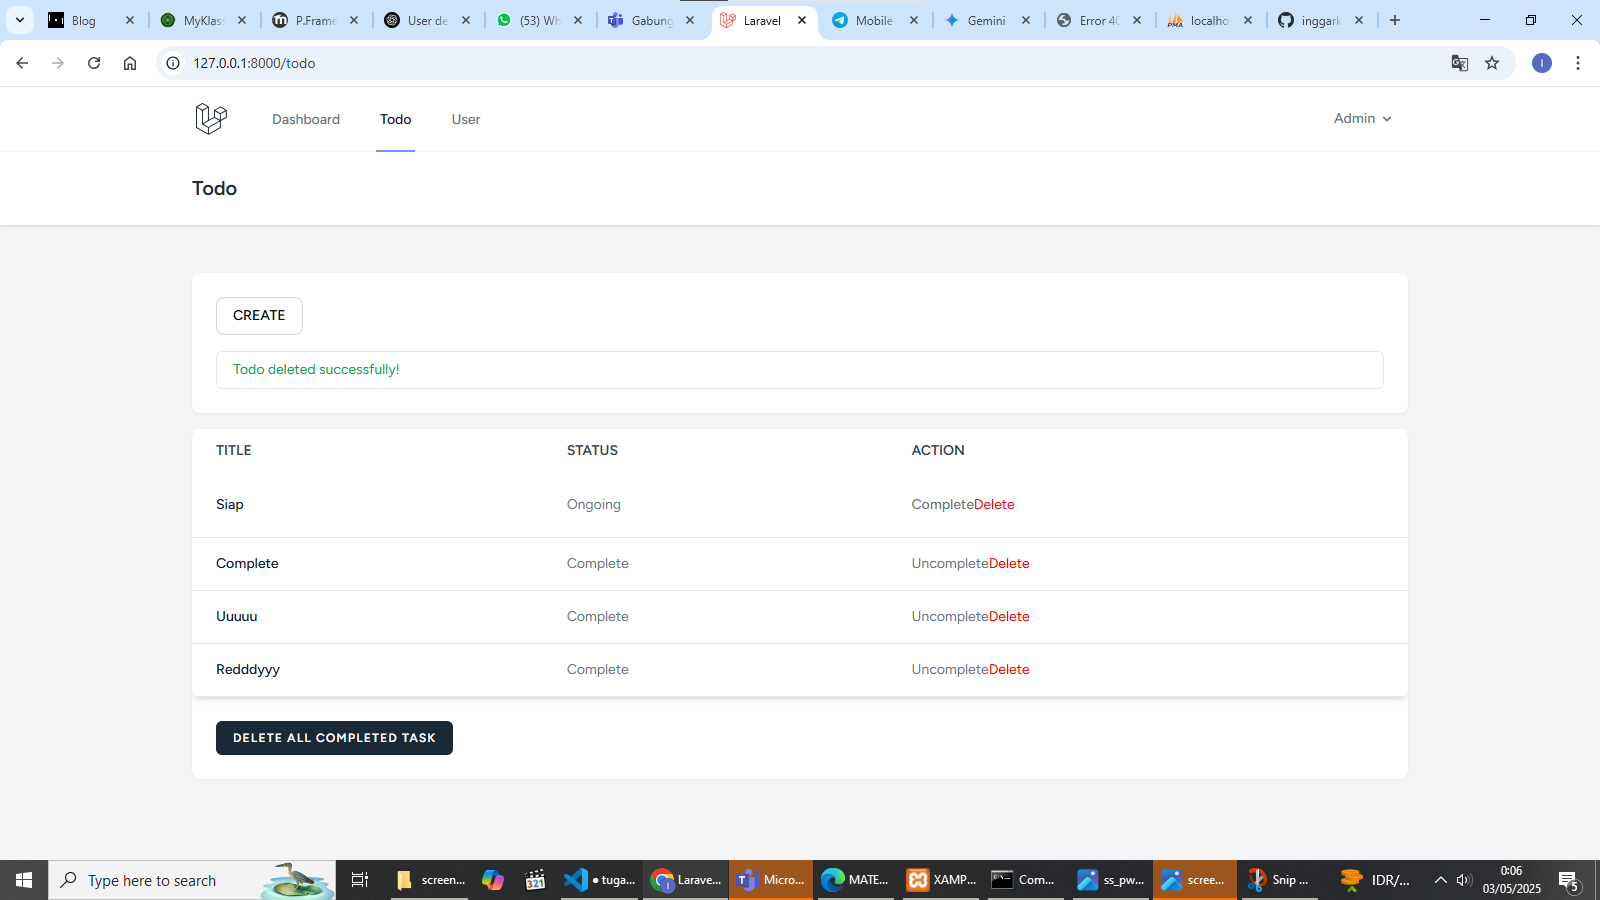 Blog
MyKlas
P.Frame
User de
(53) Wh
Gabung
Laravel
Mobile
Gemini
Error 40
localho
inggark
127.0.0.1:8000/todo
Dashboard
Todo
User
Admin
Todo
CREATE
Todo deleted successfully!
TITLE STATUS ACTION
Siap Ongoing CompleteDelete
Complete Complete UncompleteDelete
Uuuuu Complete UncompleteDelete
Redddyyy Complete UncompleteDelete
DELETE ALL COMPLETED TASK
Type here to search
screen...
• tuga...
Larave...
Micro...
MATE...
XAMP...
Com...
ss_pw...
scree...
Snip ...
IDR/...
0:06
03/05/2025
5